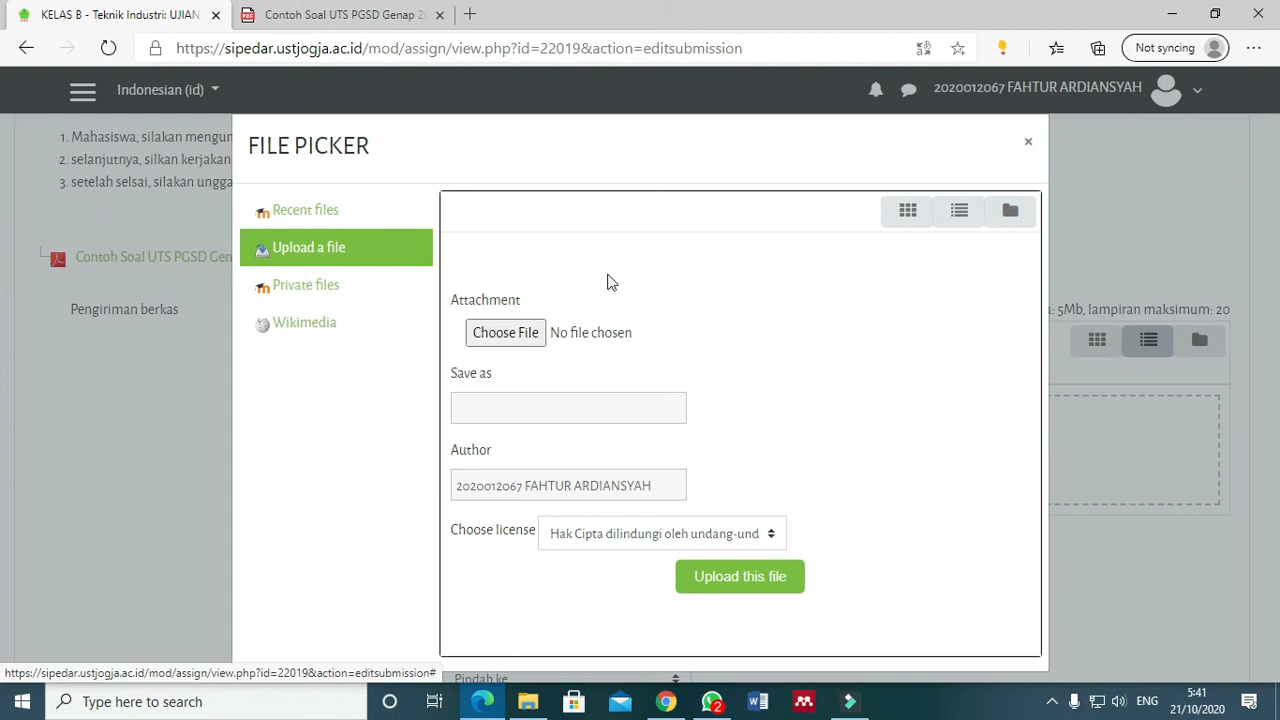 KELAS B - Teknik Industri: UJIAN
Contoh Soal UTS PGSD Genap 2
https://sipedar.ustjogja.ac.id/mod/assign/view.php?id=22019&action=editsubmission
Not syncing
Indonesian (id)
2020012067 FAHTUR ARDIANSYAH
1. Mahasiswa, silakan mengun
2. selanjutnya, silkan kerjakan
3. setelah selsai, silakan ungga
Contoh Soal UTS PGSD Gen
Pengiriman berkas
: 5Mb, lampiran maksimum: 20
FILE PICKER
×
Recent files
Upload a file
Private files
Wikimedia
Attachment
Choose File No file chosen
Save as
Author
2020012067 FAHTUR ARDIANSYAH
Choose license Hak Cipta dilindungi oleh undang-und
Upload this file
https://sipedar.ustjogja.ac.id/mod/assign/view.php?id=22019&action=editsubmission#
Pindah ke
Type here to search
2
ENG
5:41
21/10/2020